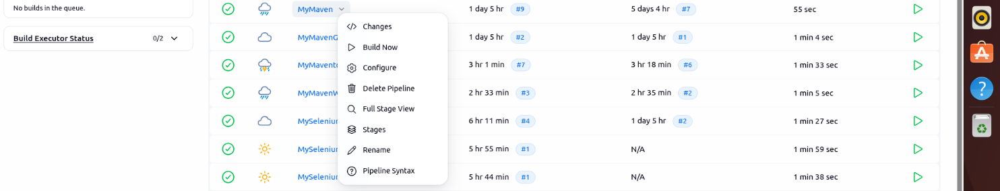 No builds in the queue.
Build Executor Status 0/2
MyMaven 1 day 5 hr #9 5 days 4 hr #7 55 sec
Changes
MyMavenG 1 day 5 hr #2 1 day 5 hr #1 1 min 4 sec
Build Now
Configure
MyMavento 3 hr 1 min #7 3 hr 18 min #6 1 min 33 sec
Delete Pipeline
MyMavenW 2 hr 33 min #3 2 hr 35 min #2 1 min 5 sec
Full Stage View
MySeleniu 6 hr 11 min #4 1 day 5 hr #2 1 min 27 sec
Stages
Rename
MySeleniu 5 hr 55 min #1 N/A 1 min 59 sec
Pipeline Syntax
MySeleniu 5 hr 44 min #1 N/A 1 min 38 sec